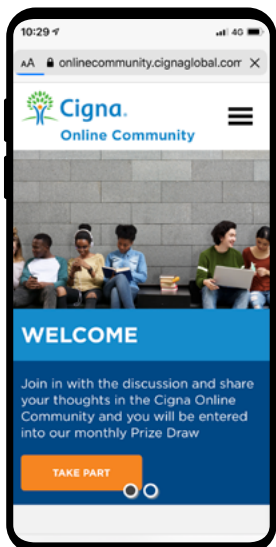 10:29
4G
AA onlinecommunity.cignaglobal.com
Cigna.
Online Community
WELCOME
Join in with the discussion and share
your thoughts in the Cigna Online
Community and you will be entered
into our monthly Prize Draw
TAKE PART